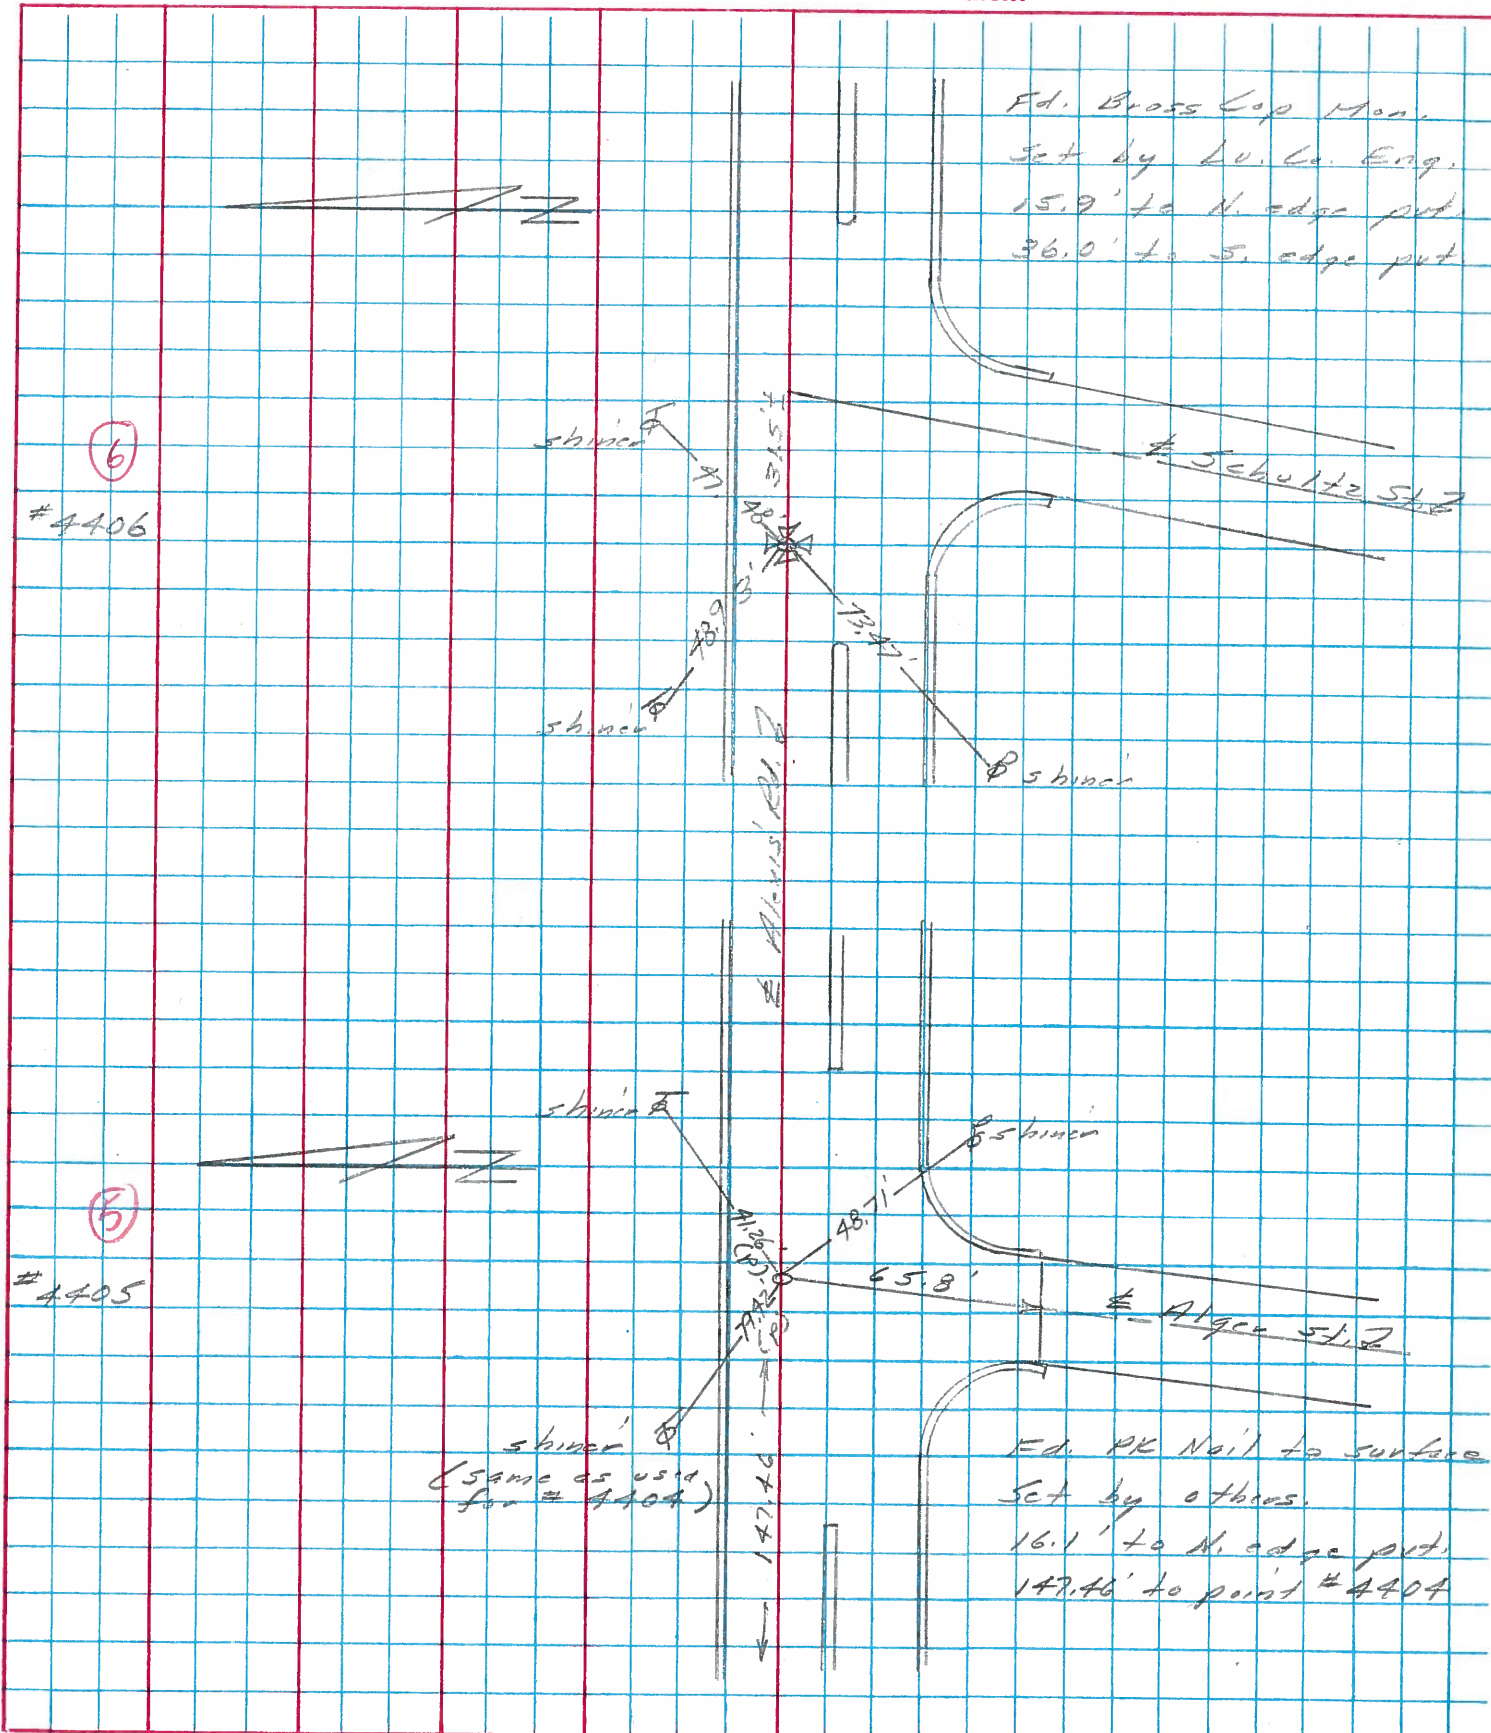 Fd. Brass Cap Mon.
Set by Lu. Co. Eng.
15.9' to N. edge pvt.
36.0' to S. edge pvt.
N
6
#4406
shiner
31.5'±
48.9
73.47'
℄ Schultz St.
shiner
shiner
℄ Alexis Rd.
shiner
shiner
N
5
#4405
48.71'
65.8'
℄ Alger St.
shiner
(same as used
for #4404)
147.46'
Fd. PK Nail to surface
Set by others.
16.1' to N. edge pvt.
147.46' to point #4404